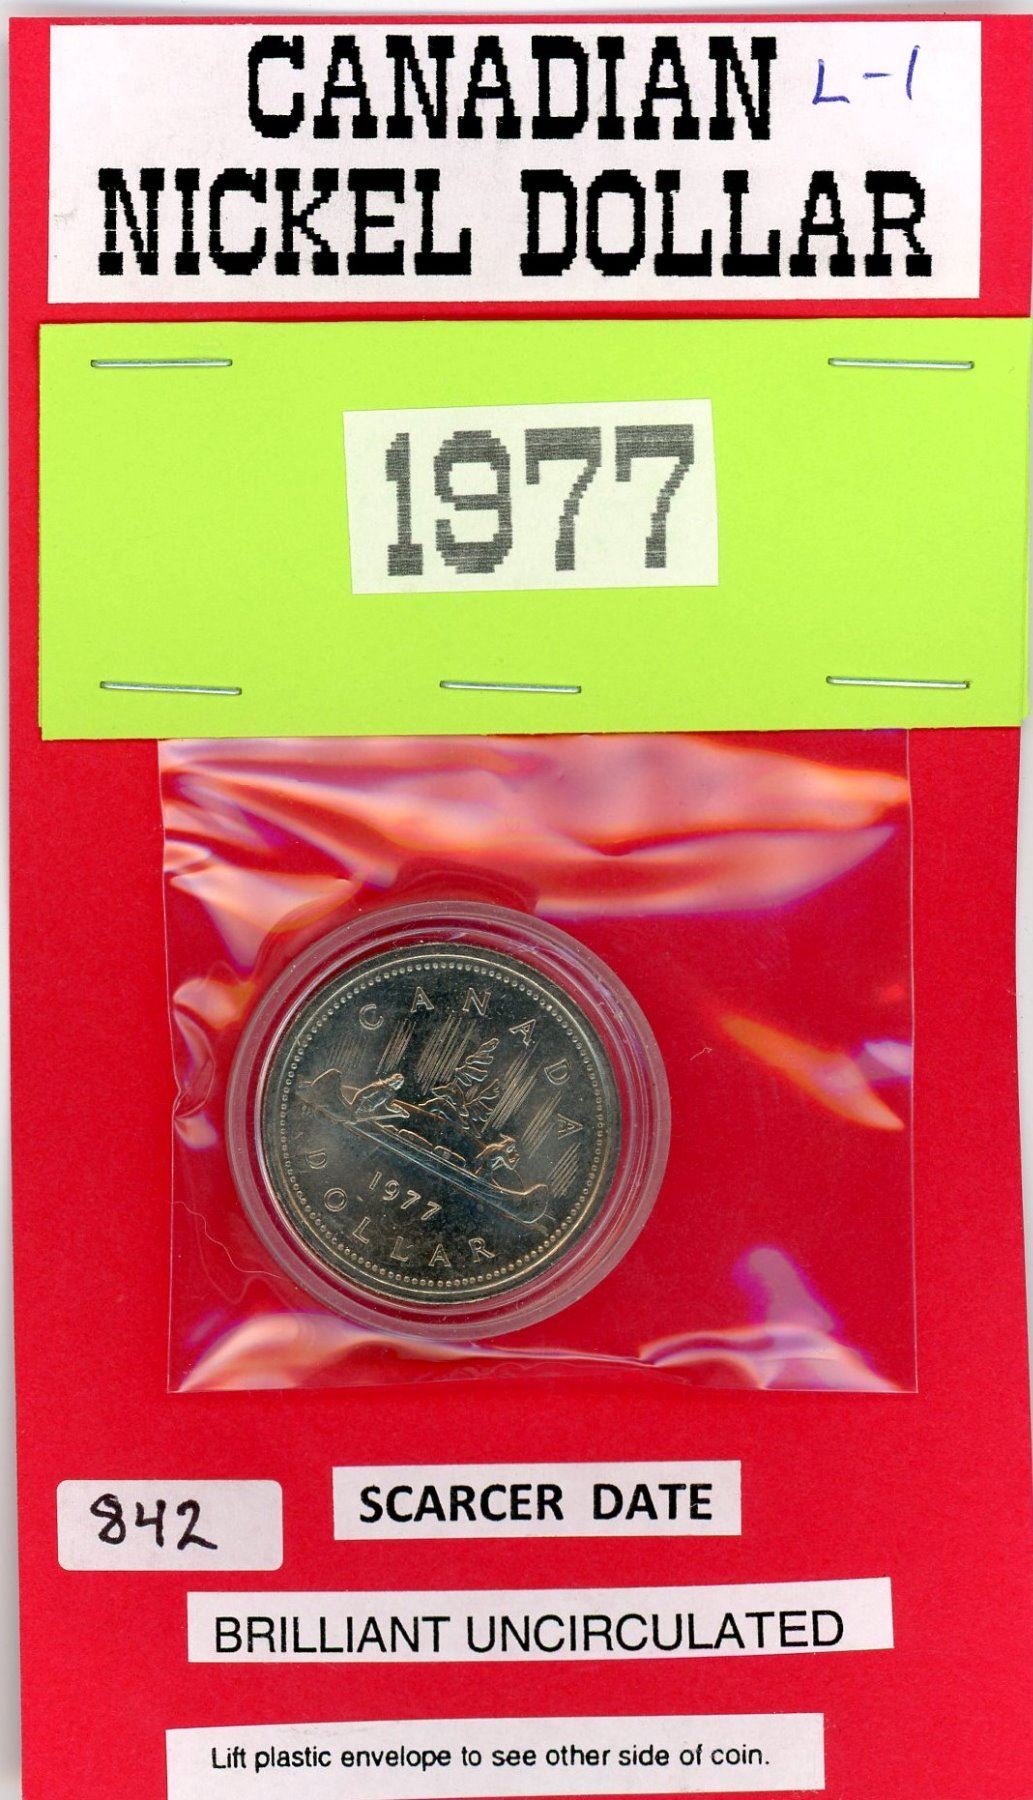 CANADIAN L-1
NICKEL DOLLAR
1977
CANADA
1977
DOLLAR
842
SCARCER DATE
BRILLIANT UNCIRCULATED
Lift plastic envelope to see other side of coin.